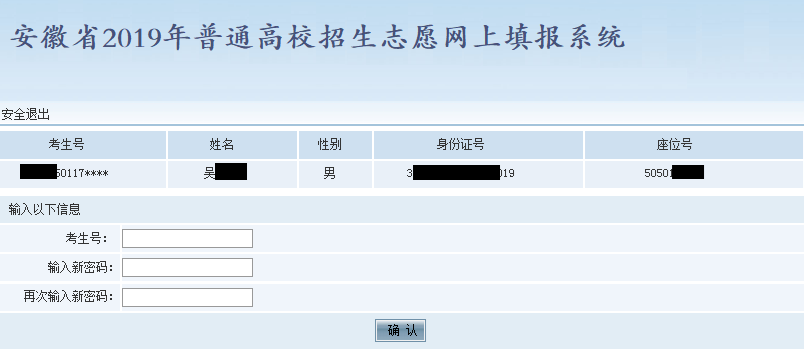 安徽省2019年普通高校招生志愿网上填报系统
安全退出
考生号 姓名 性别 身份证号 座位号
50117**** 吴 男 3 019 5050
输入以下信息
考生号：
输入新密码：
再次输入新密码：
确 认